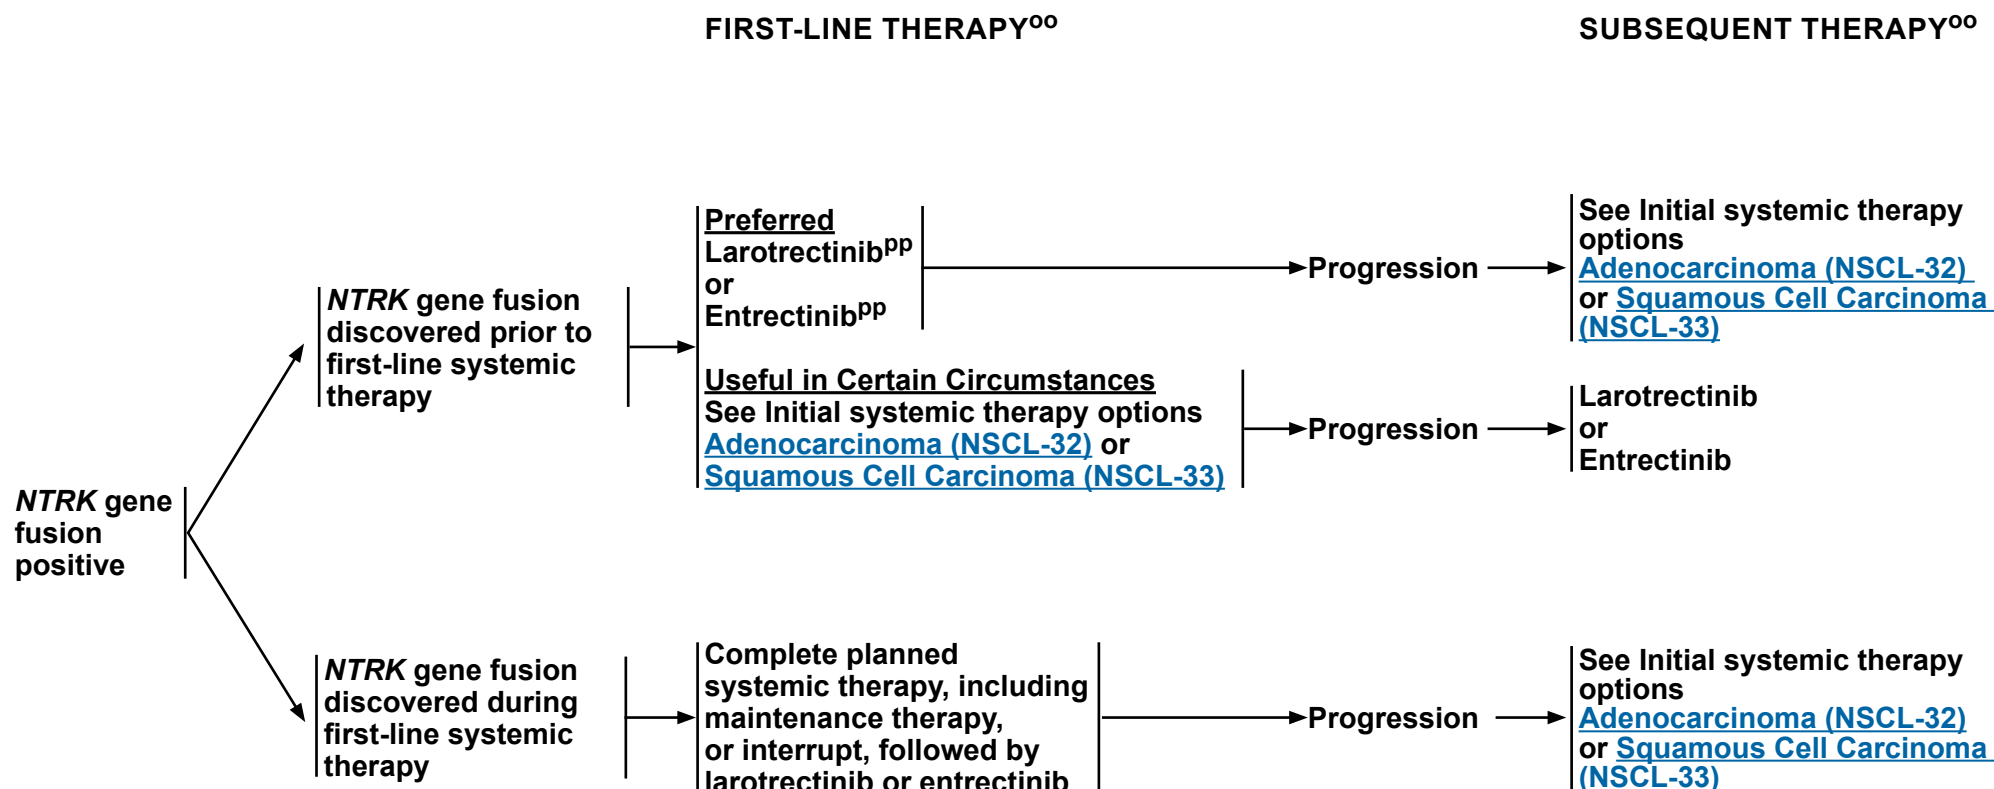 FIRST-LINE THERAPYoo
SUBSEQUENT THERAPYoo
NTRK gene
fusion
positive
NTRK gene fusion
discovered prior to
first-line systemic
therapy
Preferred
Larotrectinibpp
or
Entrectinibpp
Progression
See Initial systemic therapy
options
Adenocarcinoma (NSCL-32)
or Squamous Cell Carcinoma
(NSCL-33)
Useful in Certain Circumstances
See Initial systemic therapy options
Adenocarcinoma (NSCL-32) or
Squamous Cell Carcinoma (NSCL-33)
Progression
Larotrectinib
or
Entrectinib
NTRK gene fusion
discovered during
first-line systemic
therapy
Complete planned
systemic therapy, including
maintenance therapy,
or interrupt, followed by
larotrectinib or entrectinib
Progression
See Initial systemic therapy
options
Adenocarcinoma (NSCL-32)
or Squamous Cell Carcinoma
(NSCL-33)